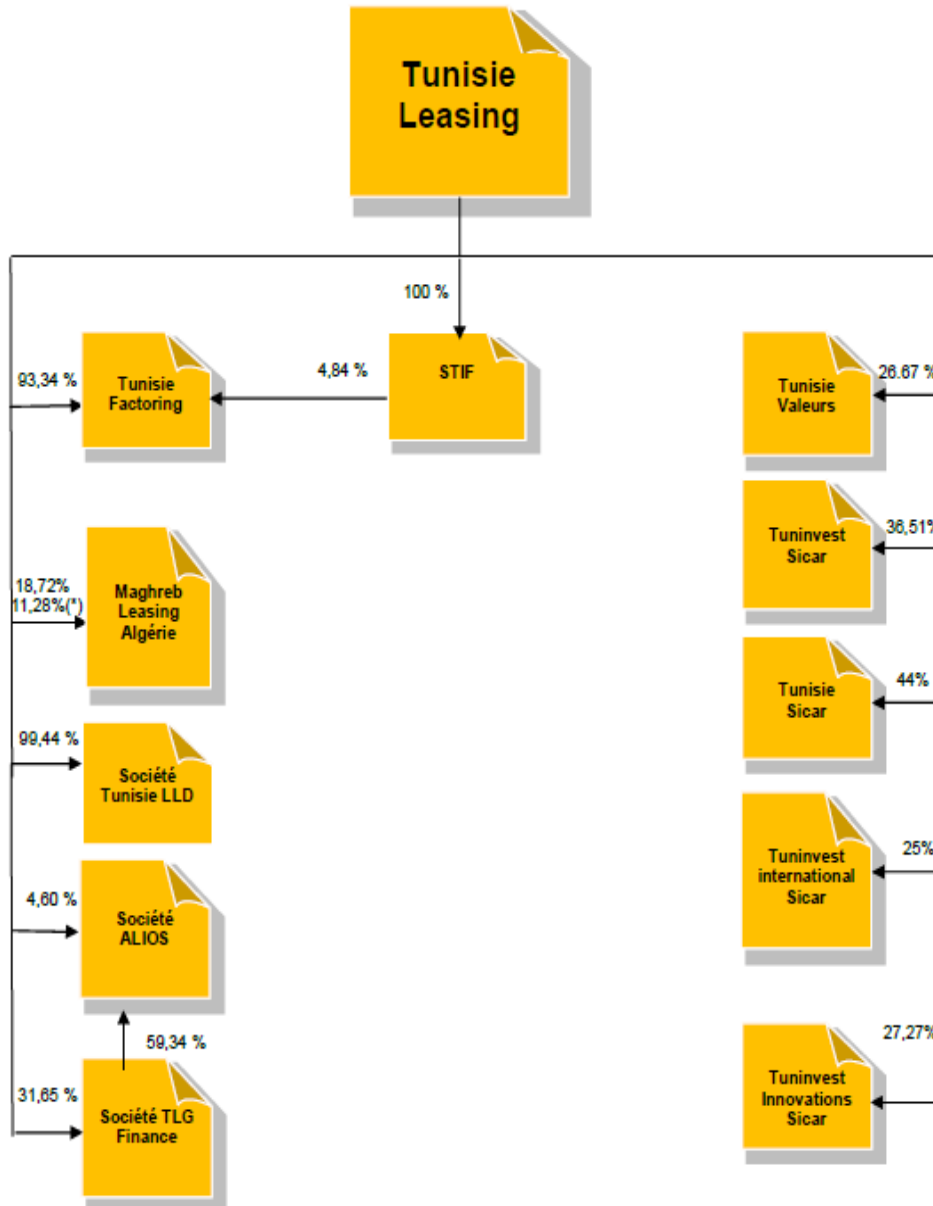 Tunisie
Leasing
100 %
93,34 %
Tunisie
Factoring
4,84 %
STIF
Tunisie
Valeurs
26.67 %
Tuninvest
Sicar
36,51%
18,72%
11,28%(*)
Maghreb
Leasing
Algérie
Tunisie
Sicar
44%
99,44 %
Société
Tunisie LLD
Tuninvest
international
Sicar
25%
4,60 %
Société
ALIOS
59,34 %
31,65 %
Société TLG
Finance
Tuninvest
Innovations
Sicar
27,27%